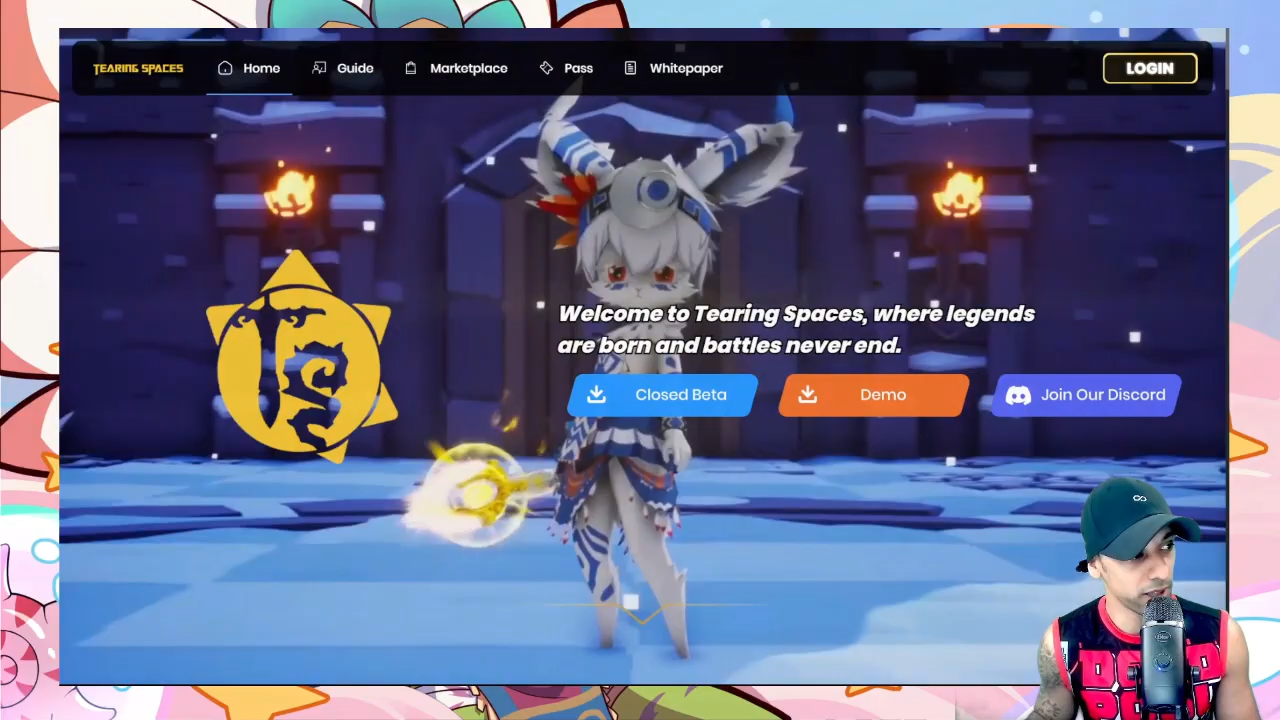 TEARING SPACES
Home
Guide
Marketplace
Pass
Whitepaper
LOGIN
Welcome to Tearing Spaces, where legends
are born and battles never end.
Closed Beta
Demo
Join Our Discord
TS